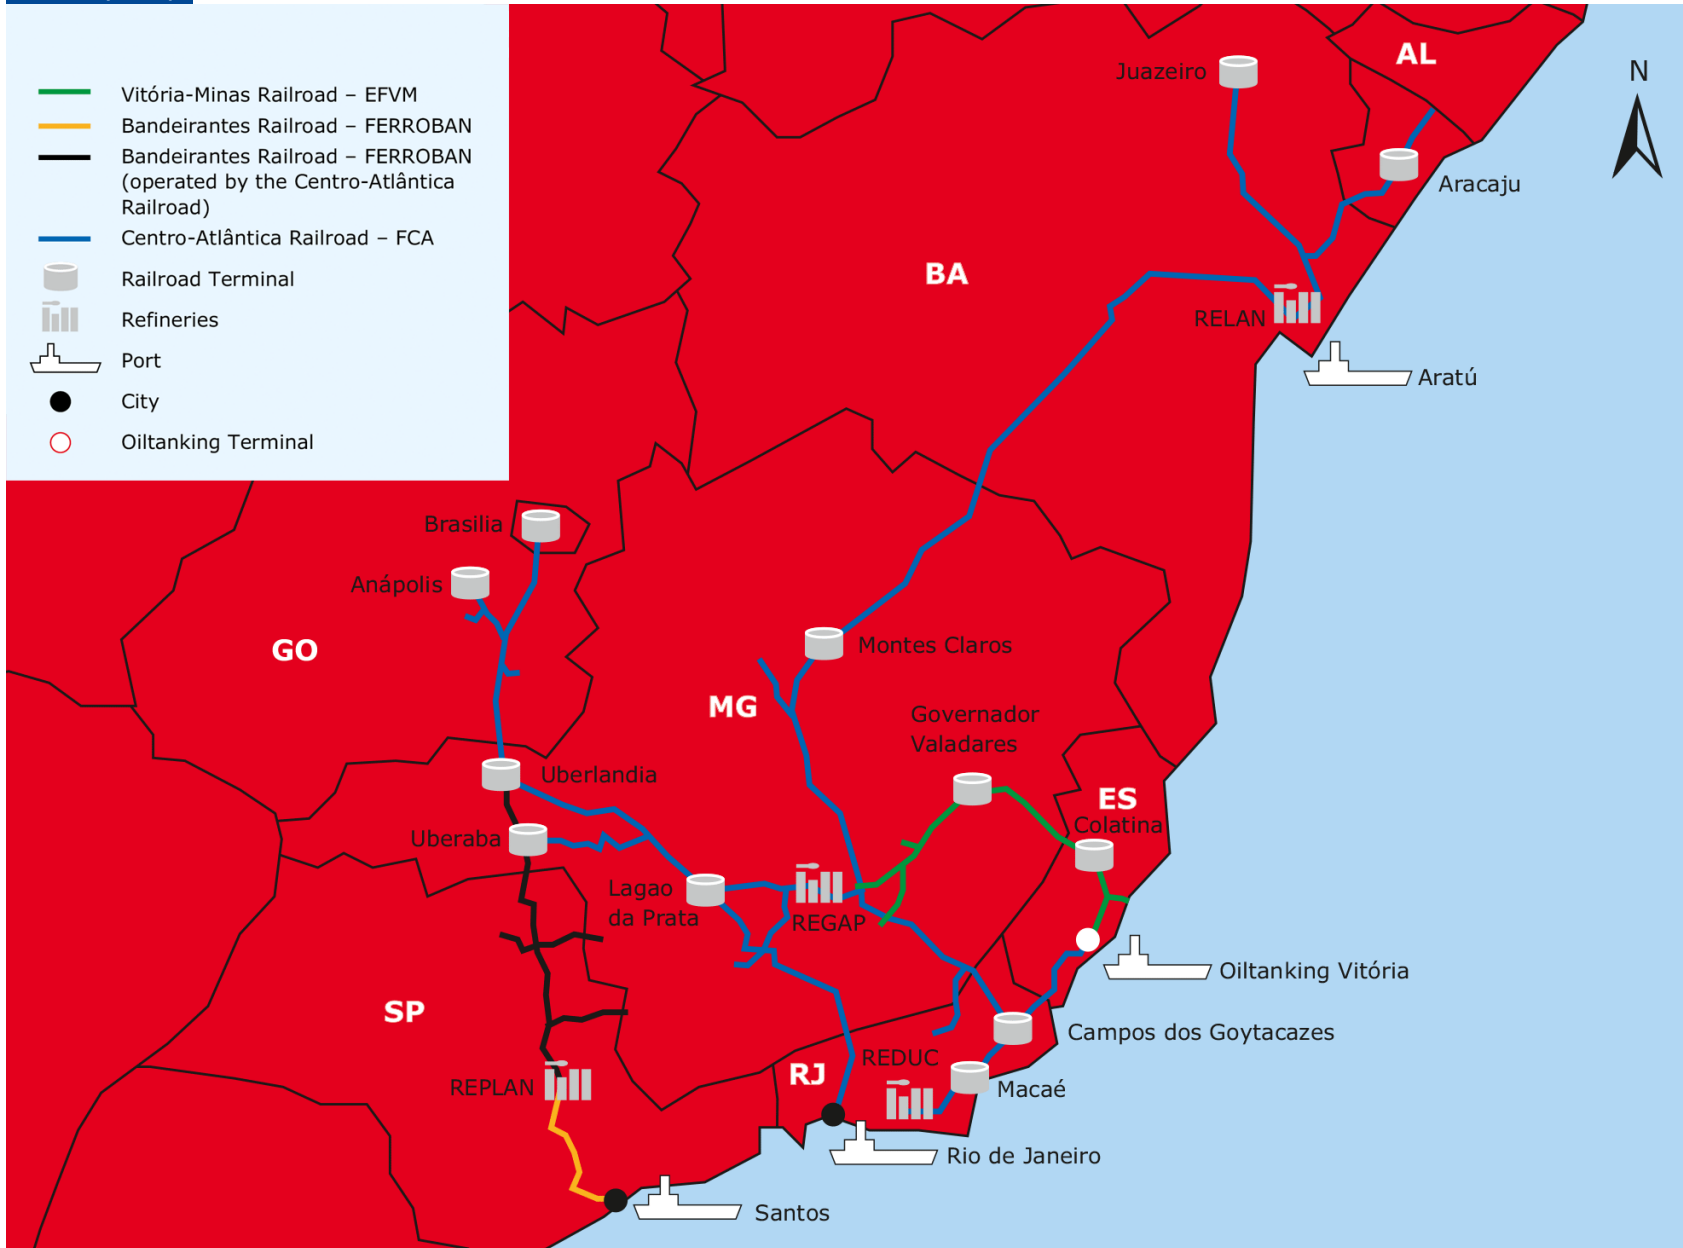 Vitória-Minas Railroad – EFVM
Bandeirantes Railroad – FERROBAN
Bandeirantes Railroad – FERROBAN
(operated by the Centro-Atlântica
Railroad)
Centro-Atlântica Railroad – FCA
Railroad Terminal
Refineries
Port
City
Oiltanking Terminal
AL
N
Juazeiro
Aracaju
BA
RELAN
Aratú
Brasilia
Anápolis
GO
Montes Claros
MG
Governador
Valadares
Uberlandia
ES
Colatina
Uberaba
Lagao
da Prata
REGAP
Oiltanking Vitória
SP
Campos dos Goytacazes
REDUC
RJ
REPLAN
Macaé
Rio de Janeiro
Santos